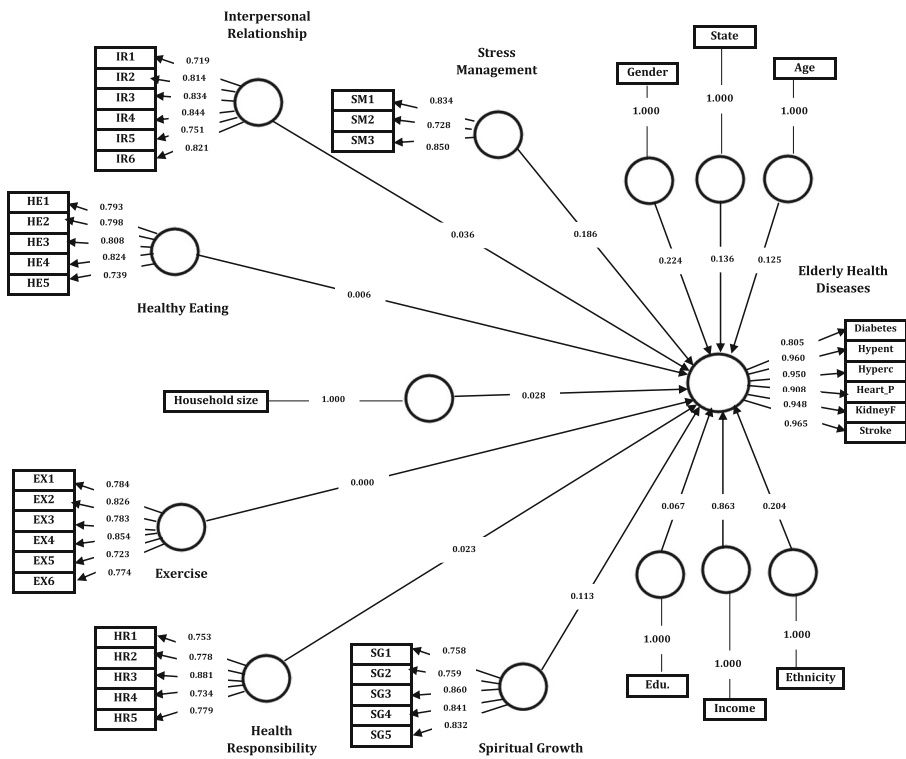 Interpersonal
Relationship
IR1
IR2
IR3
IR4
IR5
IR6
0.719
0.814
0.834
0.844
0.751
0.821
Stress
Management
SM1
SM2
SM3
0.834
0.728
0.850
State
Gender
Age
1.000
1.000
1.000
HE1
HE2
HE3
HE4
HE5
0.793
0.798
0.808
0.824
0.739
Healthy Eating
0.036
0.186
0.224
0.136
0.125
0.006
Elderly Health
Diseases
Diabetes
Hypent
Hyperc
Heart_P
KidneyF
Stroke
0.805
0.960
0.950
0.908
0.948
0.965
Household size
1.000
0.028
EX1
EX2
EX3
EX4
EX5
EX6
0.784
0.826
0.783
0.854
0.723
0.774
Exercise
0.000
0.023
0.113
0.067
0.863
0.204
HR1
HR2
HR3
HR4
HR5
0.753
0.778
0.881
0.734
0.779
Health
Responsibility
SG1
SG2
SG3
SG4
SG5
0.758
0.759
0.860
0.841
0.832
Spiritual Growth
1.000
1.000
1.000
Edu.
Income
Ethnicity